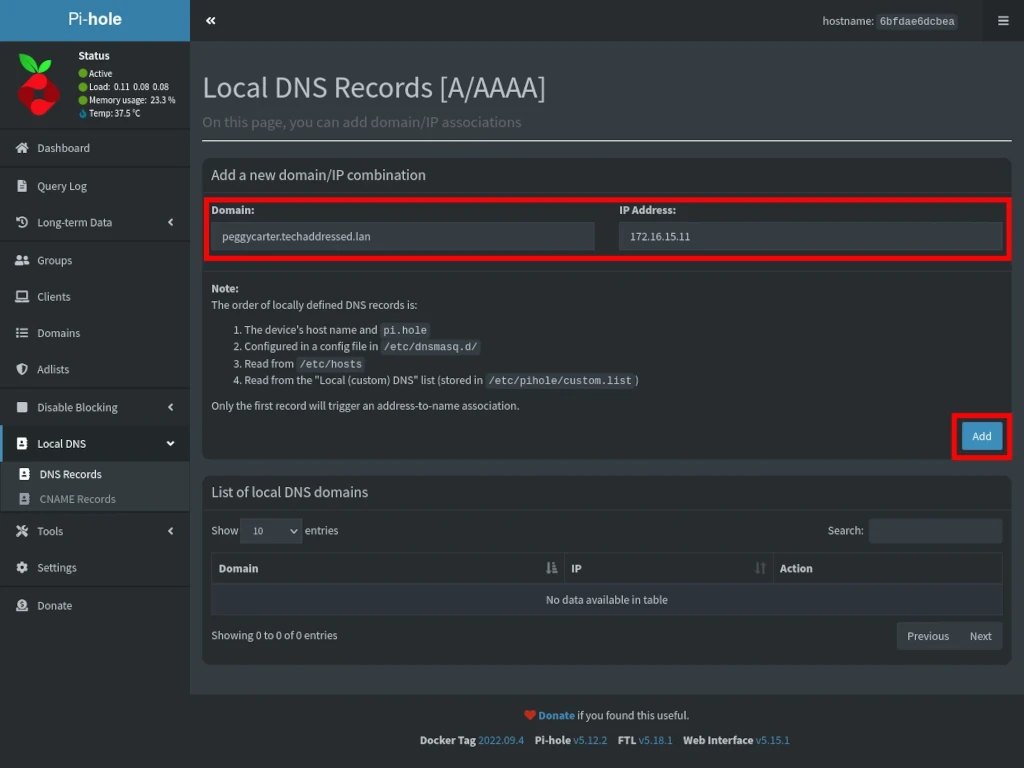 Pi-hole
hostname: 6bfdae6dcbea
Status
Active
Load: 0.11 0.08 0.08
Memory usage: 23.3 %
Temp: 37.5 °C
Dashboard
Query Log
Long-term Data
Groups
Clients
Domains
Adlists
Disable Blocking
Local DNS
DNS Records
CNAME Records
Tools
Settings
Donate
Local DNS Records [A/AAAA]
On this page, you can add domain/IP associations
Add a new domain/IP combination
Domain: IP Address:
peggycarter.techaddressed.lan 172.16.15.11
Note:
The order of locally defined DNS records is:
1. The device's host name and pi.hole
2. Configured in a config file in /etc/dnsmasq.d/
3. Read from /etc/hosts
4. Read from the "Local (custom) DNS" list (stored in /etc/pihole/custom.list)
Only the first record will trigger an address-to-name association.
Add
List of local DNS domains
Show 10 entries Search:
Domain IP Action
No data available in table
Showing 0 to 0 of 0 entries Previous Next
Donate if you found this useful.
Docker Tag 2022.09.4 Pi-hole v5.12.2 FTL v5.18.1 Web Interface v5.15.1